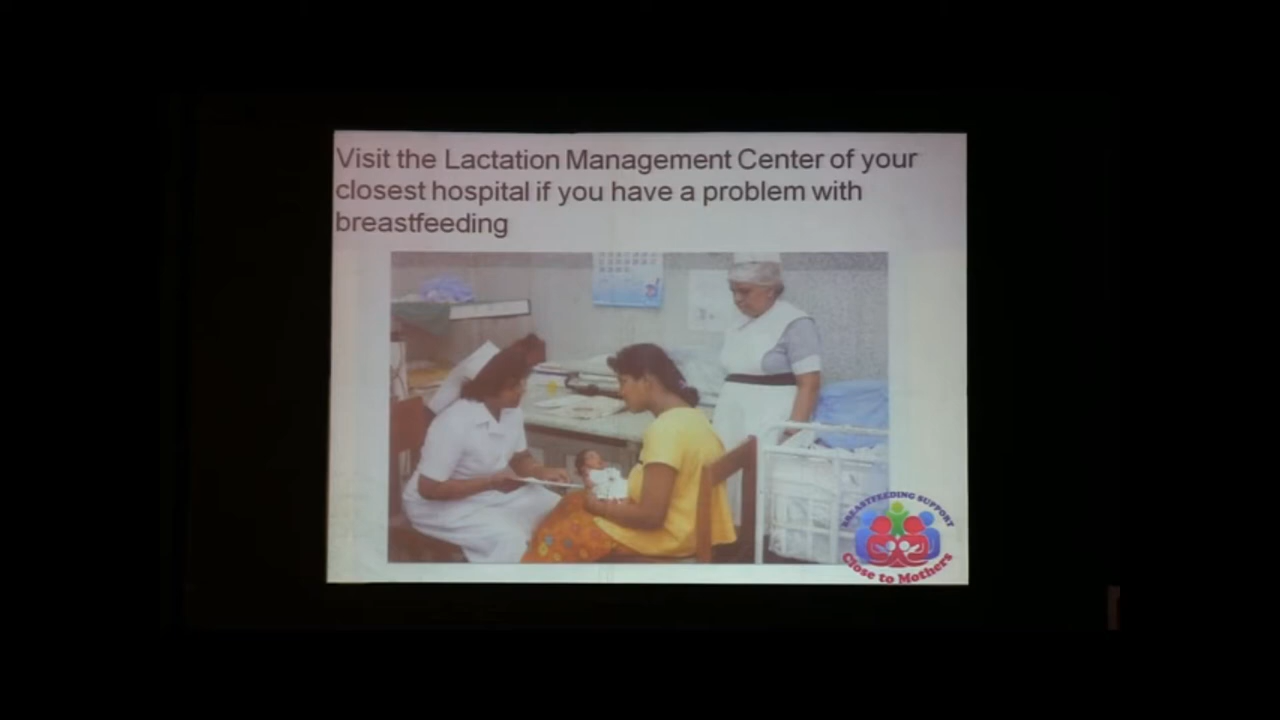 Visit the Lactation Management Center of your
closest hospital if you have a problem with
breastfeeding
BREASTFEEDING SUPPORT
Close to Mothers